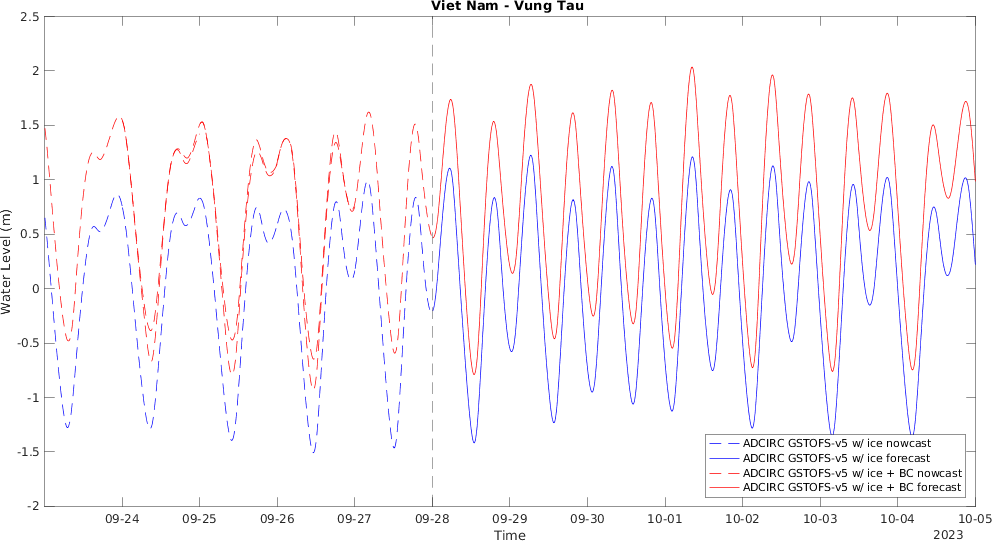 Viet Nam - Vung Tau
Water Level (m)
2.5
2
1.5
1
0.5
0
-0.5
-1
-1.5
-2
ADCIRC GSTOFS-v5 w/ ice nowcast
ADCIRC GSTOFS-v5 w/ ice forecast
ADCIRC GSTOFS-v5 w/ ice + BC nowcast
ADCIRC GSTOFS-v5 w/ ice + BC forecast
09-24 09-25 09-26 09-27 09-28 09-29 09-30 10-01 10-02 10-03 10-04 10-05
Time
2023